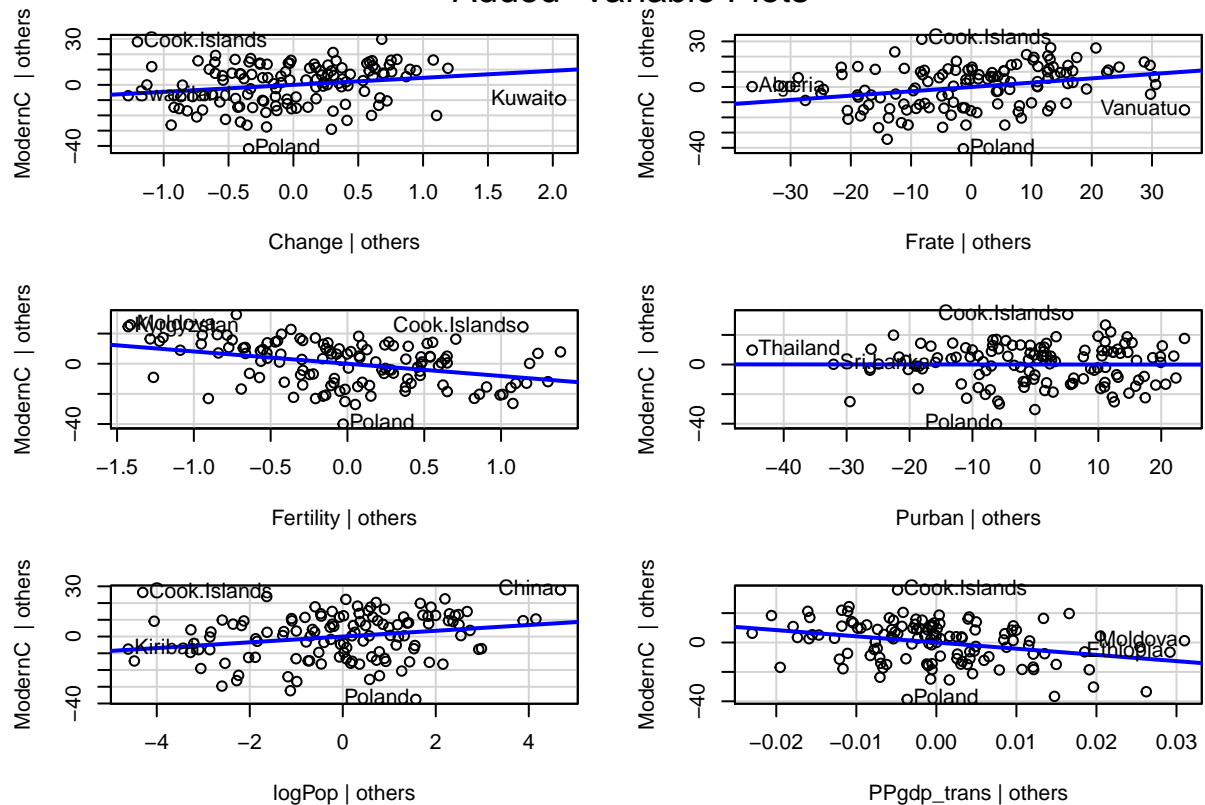 Added−Variable Plots
ModernC | others
30
0
−40
Cook.Islands
Kuwait
Poland
−1.0 −0.5 0.0 0.5 1.0 1.5 2.0
Change | others
ModernC | others
30
0
−40
Cook.Islands
Algeria
Vanuatu
Poland
−30 −20 −10 0 10 20 30
Frate | others
ModernC | others
0
−40
Moldova
Kyrgyzstan
Cook.Islands
Poland
−1.5 −1.0 −0.5 0.0 0.5 1.0
Fertility | others
ModernC | others
0
−40
Cook.Islands
Thailand
Sri.Lanka
Poland
−40 −30 −20 −10 0 10 20
Purban | others
ModernC | others
30
0
−40
Cook.Islands
China
Kiribati
Poland
−4 −2 0 2 4
logPop | others
ModernC | others
0
−40
Cook.Islands
Moldova
Ethiopia
Poland
−0.02 −0.01 0.00 0.01 0.02 0.03
PPgdp_trans | others